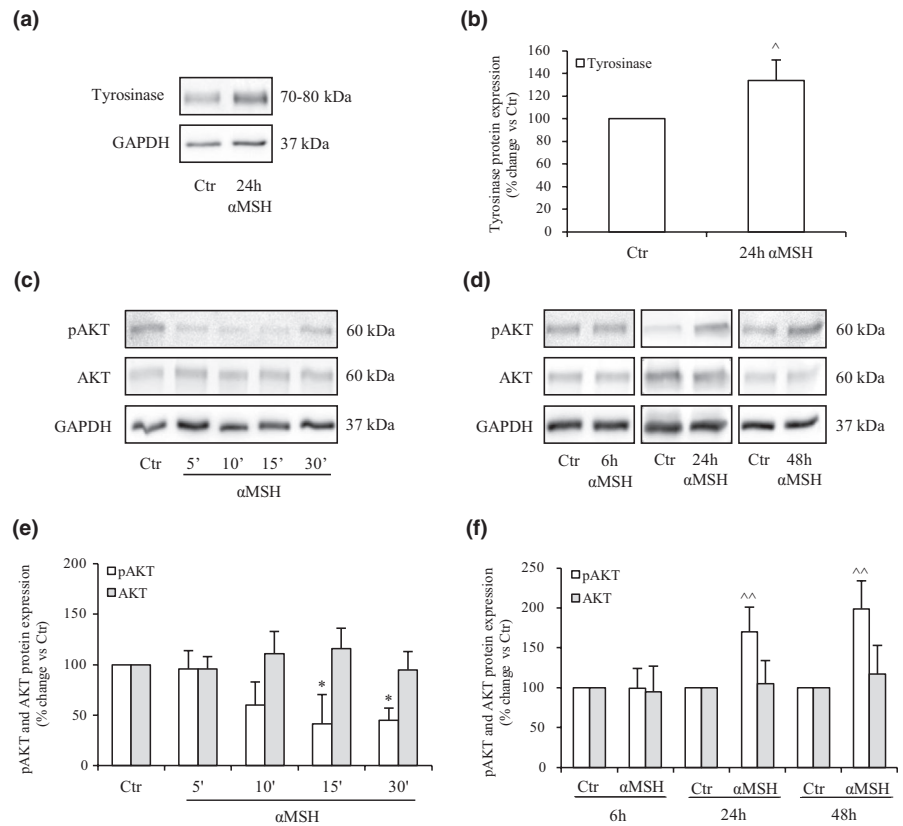 (a)
Tyrosinase 70-80 kDa
GAPDH 37 kDa
Ctr 24h
αMSH
(b)
Tyrosinase protein expression
(% change vs Ctr)
160
140
120
100
80
60
40
20
0
Tyrosinase
^
Ctr 24h αMSH
(c)
pAKT 60 kDa
AKT 60 kDa
GAPDH 37 kDa
Ctr 5’ 10’ 15’ 30’
αMSH
(d)
pAKT 60 kDa
AKT 60 kDa
GAPDH 37 kDa
Ctr 6h Ctr 24h Ctr 48h
αMSH αMSH αMSH
(e)
pAKT and AKT protein expression
(% change vs Ctr)
200
150
100
50
0
pAKT
AKT
* *
Ctr 5' 10' 15' 30'
αMSH
(f)
pAKT and AKT protein expression
(% change vs Ctr)
250
200
150
100
50
0
pAKT
AKT
^^ ^^
Ctr αMSH Ctr αMSH Ctr αMSH
6h 24h 48h